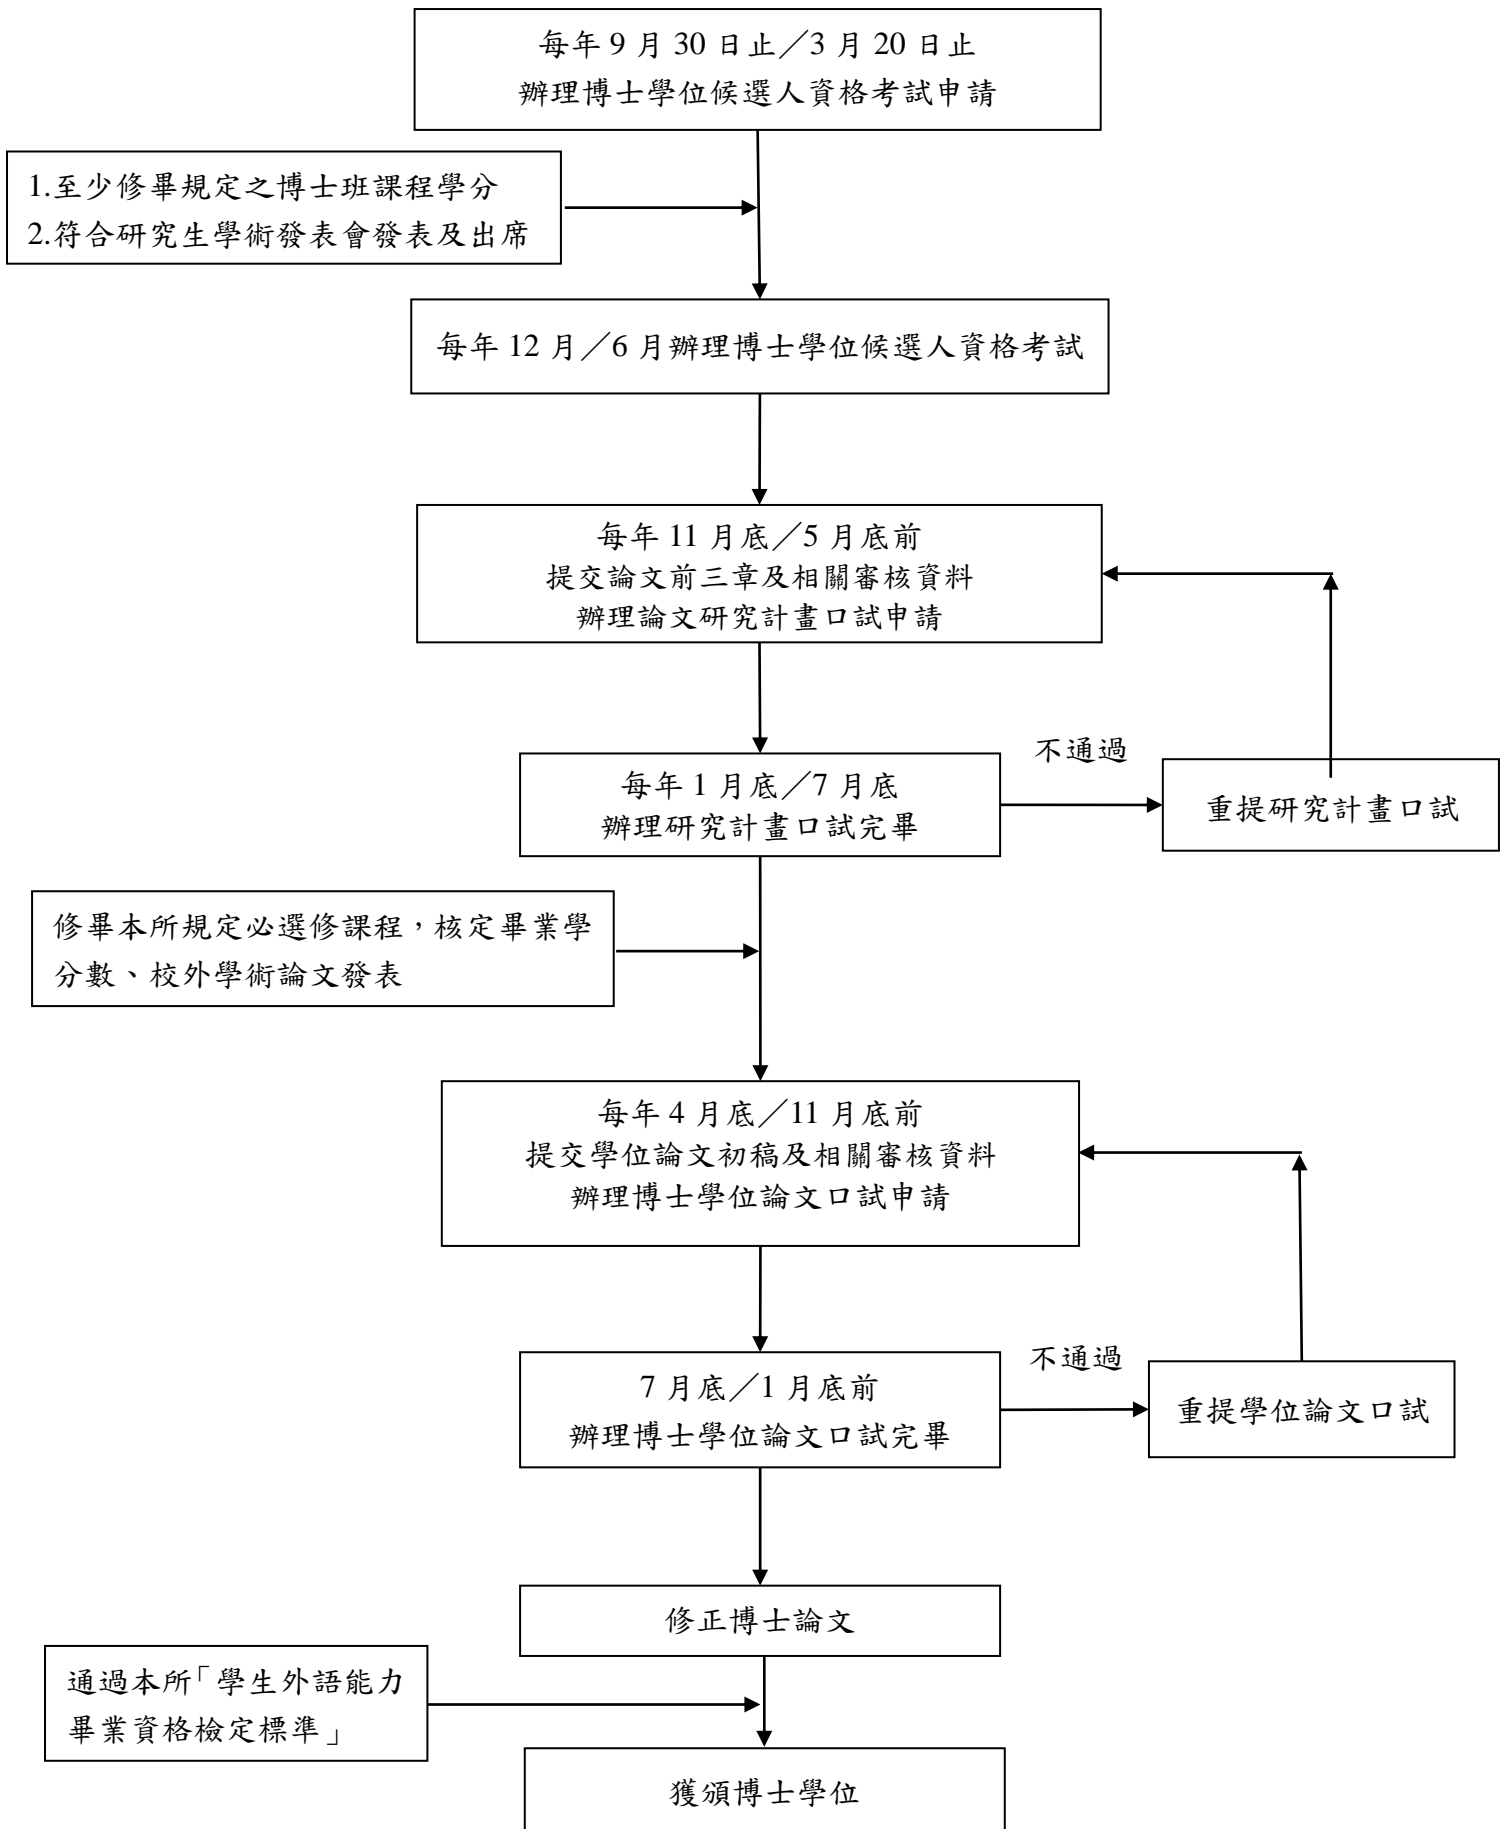 每年 9 月 30 日止／3 月 20 日止
辦理博士學位候選人資格考試申請
1.至少修畢規定之博士班課程學分
2.符合研究生學術發表會發表及出席
每年 12 月／6 月辦理博士學位候選人資格考試
每年 11 月底／5 月底前
提交論文前三章及相關審核資料
辦理論文研究計畫口試申請
不通過
每年 1 月底／7 月底
辦理研究計畫口試完畢
重提研究計畫口試
修畢本所規定必選修課程，核定畢業學
分數、校外學術論文發表
每年 4 月底／11 月底前
提交學位論文初稿及相關審核資料
辦理博士學位論文口試申請
不通過
7 月底／1 月底前
辦理博士學位論文口試完畢
重提學位論文口試
修正博士論文
通過本所「學生外語能力
畢業資格檢定標準」
獲頒博士學位